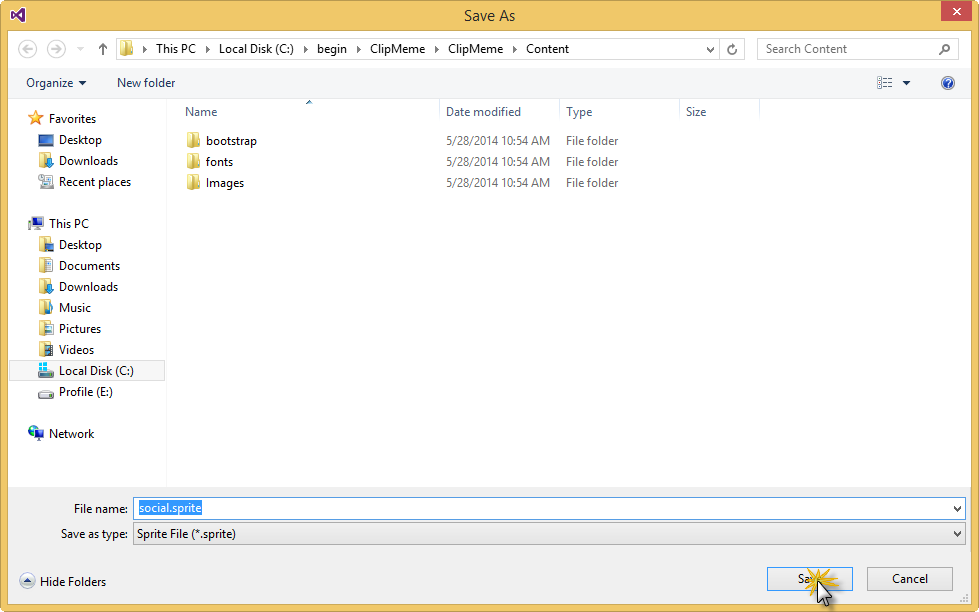 Save As
This PC Local Disk (C:) begin ClipMeme ClipMeme Content Search Content
Organize New folder
Name Date modified Type Size
Favorites
Desktop
Downloads
Recent places
This PC
Desktop
Documents
Downloads
Music
Pictures
Videos
Local Disk (C:)
Profile (E:)
Network
bootstrap 5/28/2014 10:54 AM File folder
fonts 5/28/2014 10:54 AM File folder
Images 5/28/2014 10:54 AM File folder
File name: social.sprite
Save as type: Sprite File (*.sprite)
Hide Folders Save Cancel